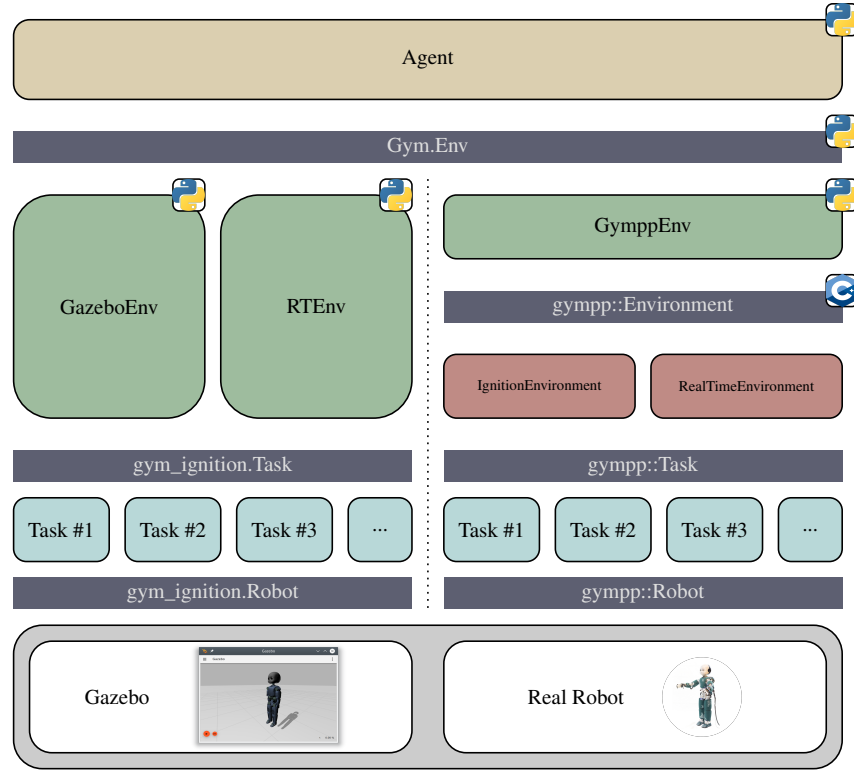 Agent
Gym.Env
GazeboEnv
RTEnv
GymppEnv
gympp::Environment
IgnitionEnvironment
RealTimeEnvironment
gym_ignition.Task
gympp::Task
Task #1
Task #2
Task #3
...
Task #1
Task #2
Task #3
...
gym_ignition.Robot
gympp::Robot
Gazebo
Gazebo
Gazebo
Real Robot